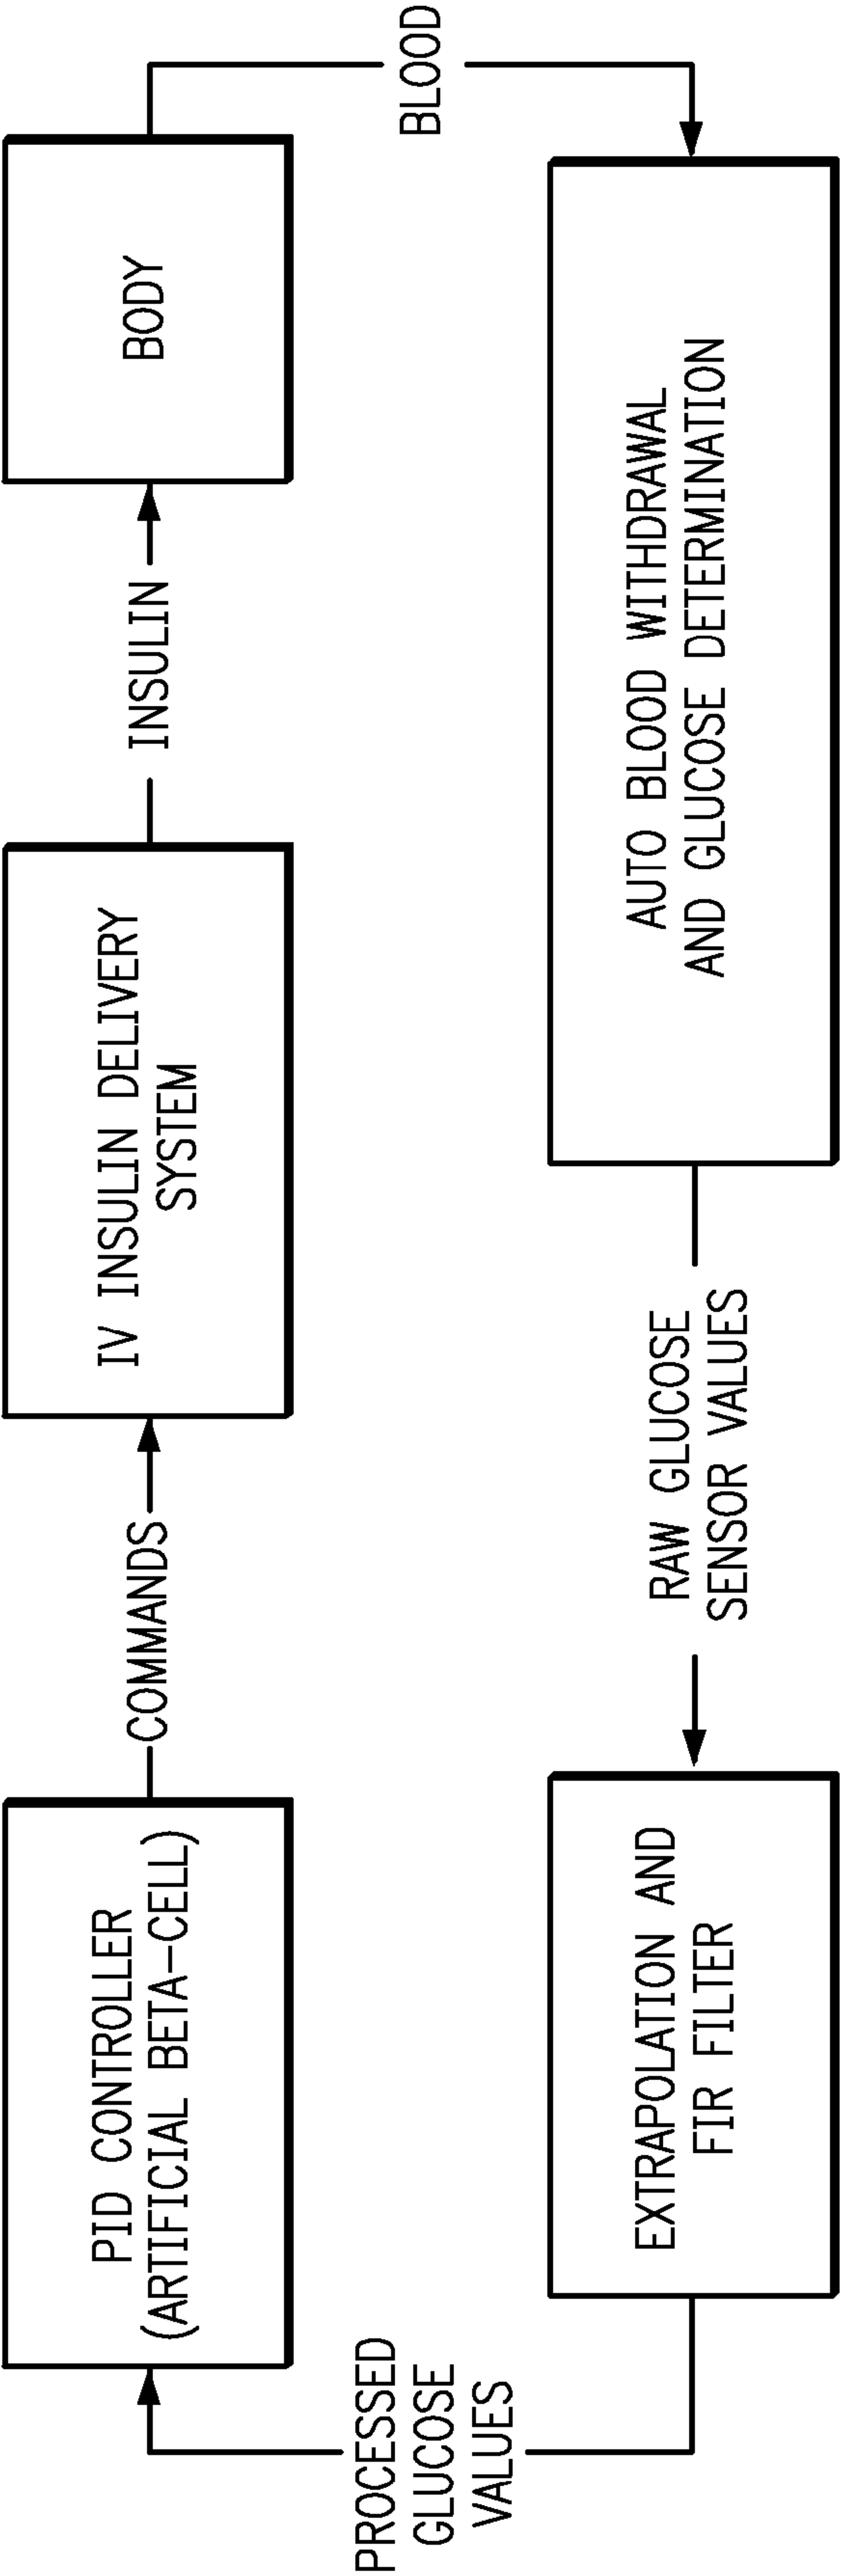 PID CONTROLLER
(ARTIFICIAL BETA-CELL)
COMMANDS
IV INSULIN DELIVERY
SYSTEM
INSULIN
BODY
BLOOD
PROCESSED
GLUCOSE
VALUES
EXTRAPOLATION AND
FIR FILTER
RAW GLUCOSE
SENSOR VALUES
AUTO BLOOD WITHDRAWAL
AND GLUCOSE DETERMINATION